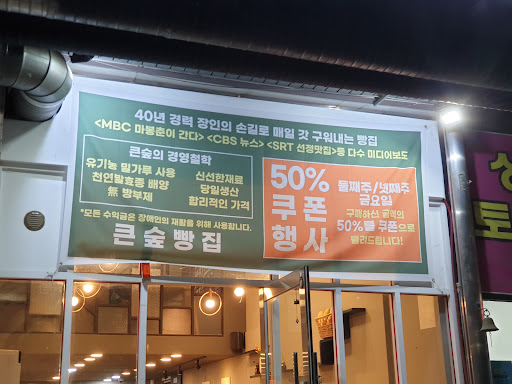 40년 경력 장인의 손길로 매일 갓 구워내는 빵집
<MBC 마봉춘이 간다> <CBS 뉴스> <SRT 선정맛집>등 다수 미디어보도
큰숲의 경영철학
유기농 밀가루 사용
천연발효종 배양
無 방부제
신선한재료
당일생산
합리적인 가격
*모든 수익금은 장애인의 재활을 위해 사용합니다.
큰숲빵집
50%
쿠폰
행사
둘째주/넷째주
금요일
구매하신 금액의
50%를 쿠폰으로
돌려드립니다!
토